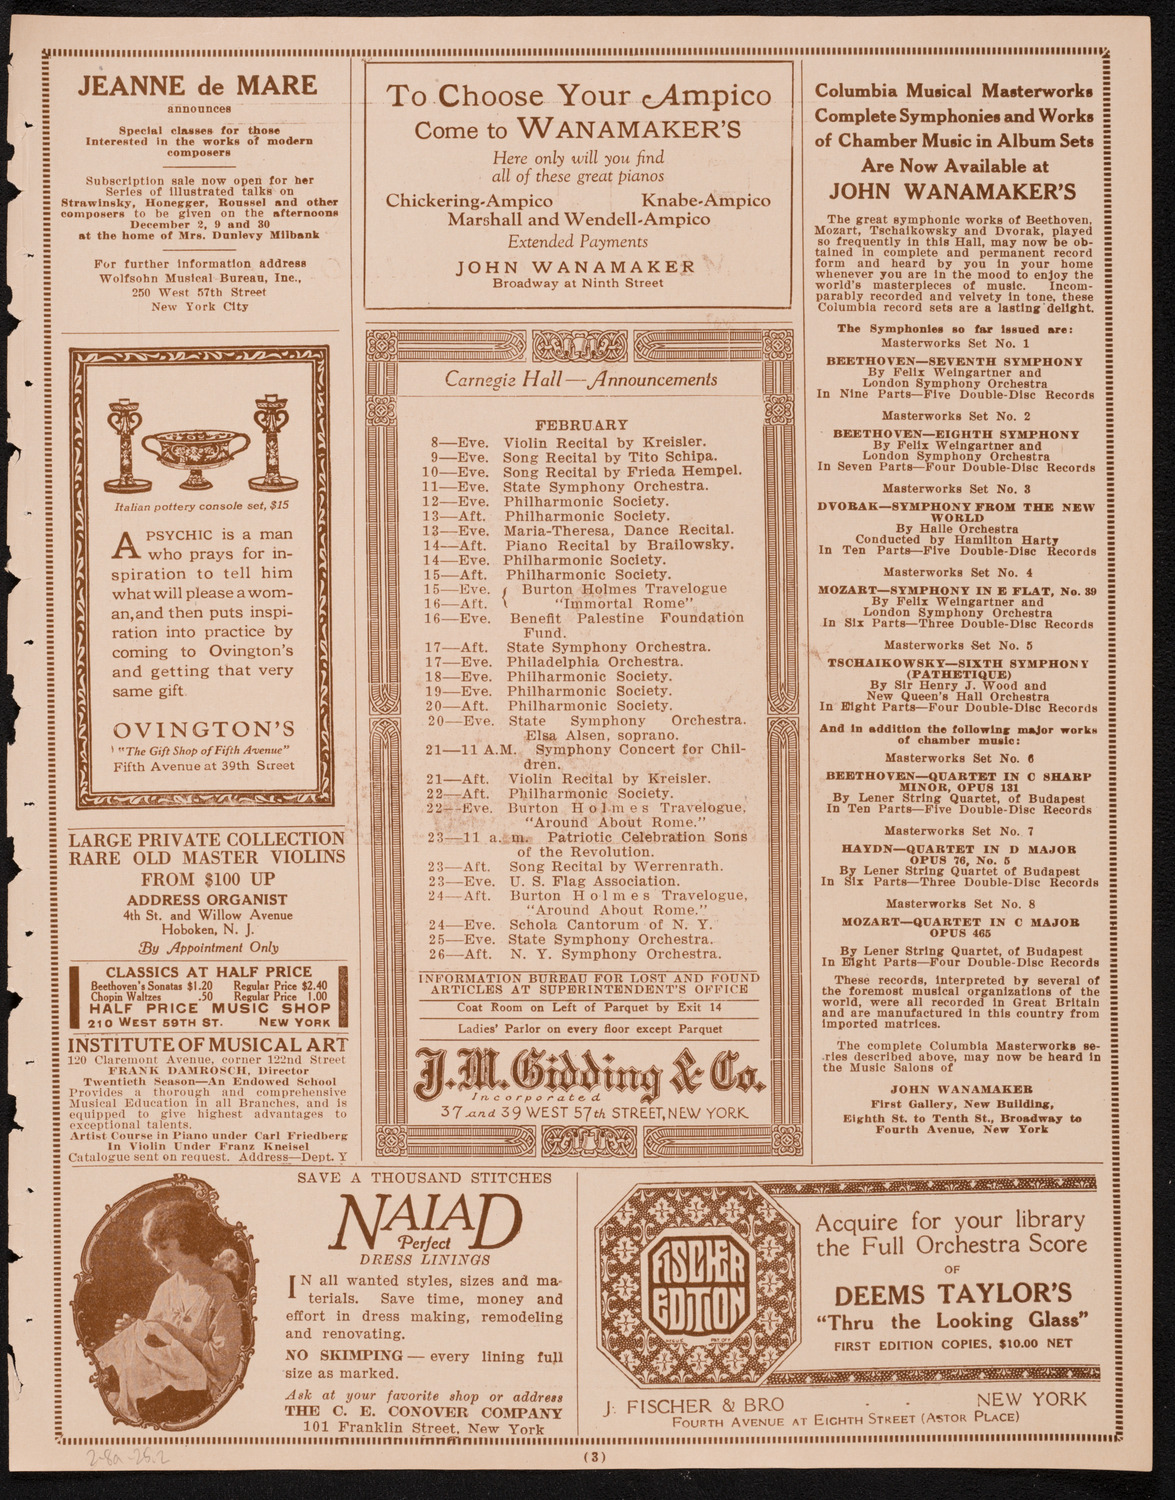 JEANNE de MARE
announces
Special classes for those
Interested in the works of modern
composers
Subscription sale now open for her
Series of illustrated talks on
Strawinsky, Honegger, Roussel and other
composers to be given on the afternoons
December 2, 9 and 30
at the home of Mrs. Dunlevy Milbank
For further information address
Wolfsohn Musical Bureau, Inc.,
250 West 57th Street
New York City
Italian pottery console set, $15
A PSYCHIC is a man
who prays for in-
spiration to tell him
what will please a wom-
an, and then puts inspi-
ration into practice by
coming to Ovington's
and getting that very
same gift.
OVINGTON'S
"The Gift Shop of Fifth Avenue"
Fifth Avenue at 39th Street
LARGE PRIVATE COLLECTION
RARE OLD MASTER VIOLINS
FROM $100 UP
ADDRESS ORGANIST
4th St. and Willow Avenue
Hoboken, N. J.
By Appointment Only
CLASSICS AT HALF PRICE
Beethoven's Sonatas $1.20 Regular Price $2.40
Chopin Waltzes .50 Regular Price 1.00
HALF PRICE MUSIC SHOP
210 WEST 59TH ST. NEW YORK
INSTITUTE OF MUSICAL ART
120 Claremont Avenue, corner 122nd Street
FRANK DAMROSCH, Director
Twentieth Season—An Endowed School
Provides a thorough and comprehensive
Musical Education in all Branches, and is
equipped to give highest advantages to
exceptional talents.
Artist Course in Piano under Carl Friedberg
In Violin Under Franz Kneisel
Catalogue sent on request. Address—Dept. Y
To Choose Your Ampico
Come to WANAMAKER'S
Here only will you find
all of these great pianos
Chickering-Ampico Knabe-Ampico
Marshall and Wendell-Ampico
Extended Payments
JOHN WANAMAKER
Broadway at Ninth Street
Carnegie Hall—Announcements
FEBRUARY
8—Eve. Violin Recital by Kreisler.
9—Eve. Song Recital by Tito Schipa.
10—Eve. Song Recital by Frieda Hempel.
11—Eve. State Symphony Orchestra.
12—Eve. Philharmonic Society.
13—Aft. Philharmonic Society.
13—Eve. Maria-Theresa, Dance Recital.
14—Aft. Piano Recital by Brailowsky.
14—Eve. Philharmonic Society.
15—Aft. Philharmonic Society.
15—Eve. { Burton Holmes Travelogue
16—Aft. { "Immortal Rome"
16—Eve. Benefit Palestine Foundation
Fund.
17—Aft. State Symphony Orchestra.
17—Eve. Philadelphia Orchestra.
18—Eve. Philharmonic Society.
19—Eve. Philharmonic Society.
20—Aft. Philharmonic Society.
20—Eve. State Symphony Orchestra.
Elsa Alsen, soprano.
21—11 A.M. Symphony Concert for Chil-
dren.
21—Aft. Violin Recital by Kreisler.
22—Aft. Philharmonic Society.
22—Eve. Burton Holmes Travelogue,
"Around About Rome."
23—11 a. m. Patriotic Celebration Sons
of the Revolution.
23—Aft. Song Recital by Werrenrath.
23—Eve. U. S. Flag Association.
24—Aft. Burton Holmes Travelogue,
"Around About Rome."
24—Eve. Schola Cantorum of N. Y.
25—Eve. State Symphony Orchestra.
26—Aft. N. Y. Symphony Orchestra.
INFORMATION BUREAU FOR LOST AND FOUND
ARTICLES AT SUPERINTENDENT'S OFFICE
Coat Room on Left of Parquet by Exit 14
Ladies' Parlor on every floor except Parquet
J. M. Gidding & Co.
Incorporated
37 and 39 WEST 57th STREET, NEW YORK
Columbia Musical Masterworks
Complete Symphonies and Works
of Chamber Music in Album Sets
Are Now Available at
JOHN WANAMAKER'S
The great symphonic works of Beethoven,
Mozart, Tschaikowsky and Dvorak, played
so frequently in this Hall, may now be ob-
tained in complete and permanent record
form and heard by you in your home
whenever you are in the mood to enjoy the
world's masterpieces of music. Incom-
parably recorded and velvety in tone, these
Columbia record sets are a lasting delight.
The Symphonies so far issued are:
Masterworks Set No. 1
BEETHOVEN—SEVENTH SYMPHONY
By Felix Weingartner and
London Symphony Orchestra
In Nine Parts—Five Double-Disc Records
Masterworks Set No. 2
BEETHOVEN—EIGHTH SYMPHONY
By Felix Weingartner and
London Symphony Orchestra
In Seven Parts—Four Double-Disc Records
Masterworks Set No. 3
DVORAK—SYMPHONY FROM THE NEW
WORLD
By Halle Orchestra
Conducted by Hamilton Harty
In Ten Parts—Five Double-Disc Records
Masterworks Set No. 4
MOZART—SYMPHONY IN E FLAT, No. 39
By Felix Weingartner and
London Symphony Orchestra
In Six Parts—Three Double-Disc Records
Masterworks Set No. 5
TSCHAIKOWSKY—SIXTH SYMPHONY
(PATHETIQUE)
By Sir Henry J. Wood and
New Queen's Hall Orchestra
In Eight Parts—Four Double-Disc Records
And in addition the following major works
of chamber music:
Masterworks Set No. 6
BEETHOVEN—QUARTET IN C SHARP
MINOR, OPUS 131
By Lener String Quartet, of Budapest
In Ten Parts—Five Double-Disc Records
Masterworks Set No. 7
HAYDN—QUARTET IN D MAJOR
OPUS 76, No. 5
By Lener String Quartet of Budapest
In Six Parts—Three Double-Disc Records
Masterworks Set No. 8
MOZART—QUARTET IN C MAJOR
OPUS 465
By Lener String Quartet, of Budapest
In Eight Parts—Four Double-Disc Records
These records, interpreted by several of
the foremost musical organizations of the
world, were all recorded in Great Britain
and are manufactured in this country from
imported matrices.
The complete Columbia Masterworks se-
ries described above, may now be heard in
the Music Salons of
JOHN WANAMAKER
First Gallery, New Building,
Eighth St. to Tenth St., Broadway to
Fourth Avenue, New York
SAVE A THOUSAND STITCHES
NAIAD
Perfect
DRESS LININGS
IN all wanted styles, sizes and ma-
terials. Save time, money and
effort in dress making, remodeling
and renovating.
NO SKIMPING — every lining full
size as marked.
Ask at your favorite shop or address
THE C. E. CONOVER COMPANY
101 Franklin Street, New York
FISCHER
EDITION
Acquire for your library
the Full Orchestra Score
OF
DEEMS TAYLOR'S
"Thru the Looking Glass"
FIRST EDITION COPIES, $10.00 NET
J. FISCHER & BRO - - NEW YORK
FOURTH AVENUE AT EIGHTH STREET (ASTOR PLACE)
(3)